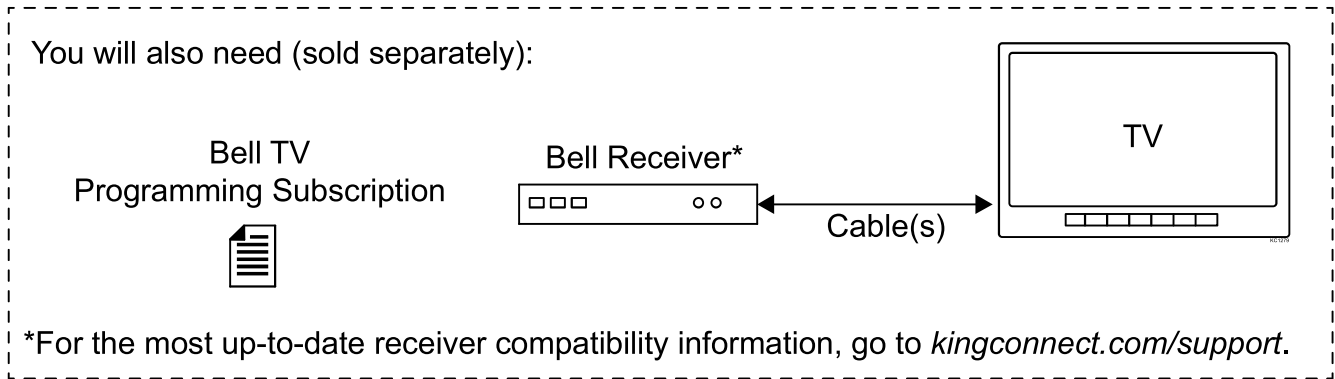 You will also need (sold separately):
Bell TV
Programming Subscription
Bell Receiver*
Cable(s)
TV
KC1279
*For the most up-to-date receiver compatibility information, go to kingconnect.com/support.